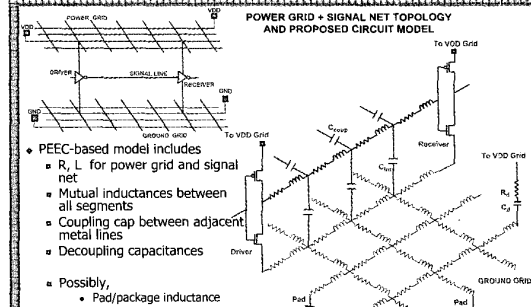 POWER GRID + SIGNAL NET TOPOLOGY
AND PROPOSED CIRCUIT MODEL
POWER GRID
VDD
VDD
DRIVER
SIGNAL LINE
RECEIVER
GND
GND
GROUND GRID
To VDD Grid
To VDD Grid
Receiver
Ccoup
To VDD Grid
Rd
Cd
Driver
GROUND GRID
Pad
Pad
PEEC-based model includes
R, L for power grid and signal
net
Mutual inductances between
all segments
Coupling cap between adjacent
metal lines
Decoupling capacitances
Possibly,
• Pad/package inductance